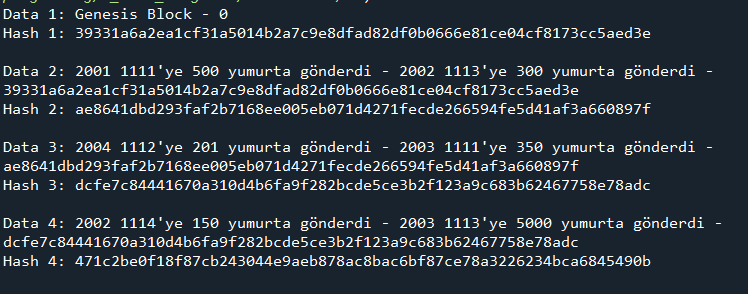 Data 1: Genesis Block - 0
Hash 1: 39331a6a2ea1cf31a5014b2a7c9e8dfad82df0b0666e81ce04cf8173cc5aed3e
Data 2: 2001 1111'ye 500 yumurta gönderdi - 2002 1113'ye 300 yumurta gönderdi -
39331a6a2ea1cf31a5014b2a7c9e8dfad82df0b0666e81ce04cf8173cc5aed3e
Hash 2: ae8641dbd293faf2b7168ee005eb071d4271fecde266594fe5d41af3a660897f
Data 3: 2004 1112'ye 201 yumurta gönderdi - 2003 1111'ye 350 yumurta gönderdi -
ae8641dbd293faf2b7168ee005eb071d4271fecde266594fe5d41af3a660897f
Hash 3: dcfe7c84441670a310d4b6fa9f282bcde5ce3b2f123a9c683b62467758e78adc
Data 4: 2002 1114'ye 150 yumurta gönderdi - 2003 1113'ye 5000 yumurta gönderdi -
dcfe7c84441670a310d4b6fa9f282bcde5ce3b2f123a9c683b62467758e78adc
Hash 4: 471c2be0f18f87cb243044e9aeb878ac8bac6bf87ce78a3226234bca6845490b